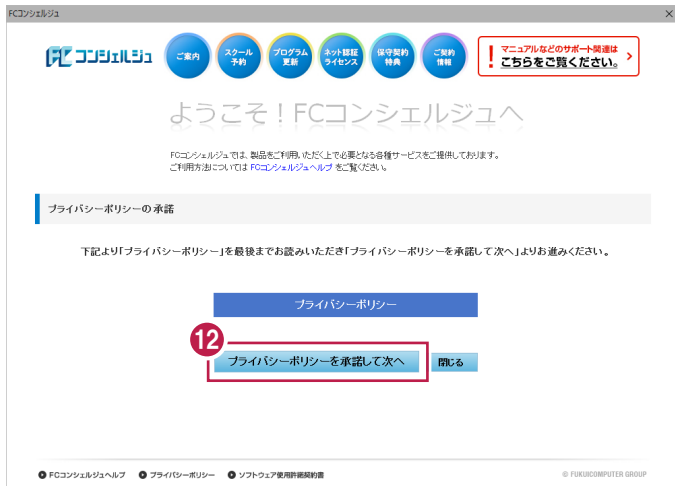 FCコンシェルジュ
×
FC コンシェルジュ
ご案内
スクール
予約
プログラム
更新
ネット認証
ライセンス
保守契約
特典
ご契約
情報
! マニュアルなどのサポート関連は
こちらをご覧ください。
ようこそ！FCコンシェルジュへ
FCコンシェルジュでは、製品をご利用いただく上で必要となる各種サービスをご提供しております。
ご利用方法については FCコンシェルジュヘルプ をご覧ください。
プライバシーポリシーの承諾
下記より「プライバシーポリシー」を最後までお読みいただき「プライバシーポリシーを承諾して次へ」よりお進みください。
プライバシーポリシー
12
プライバシーポリシーを承諾して次へ
閉じる
FCコンシェルジュヘルプ プライバシーポリシー ソフトウェア使用許諾契約書
© FUKUICOMPUTER GROUP